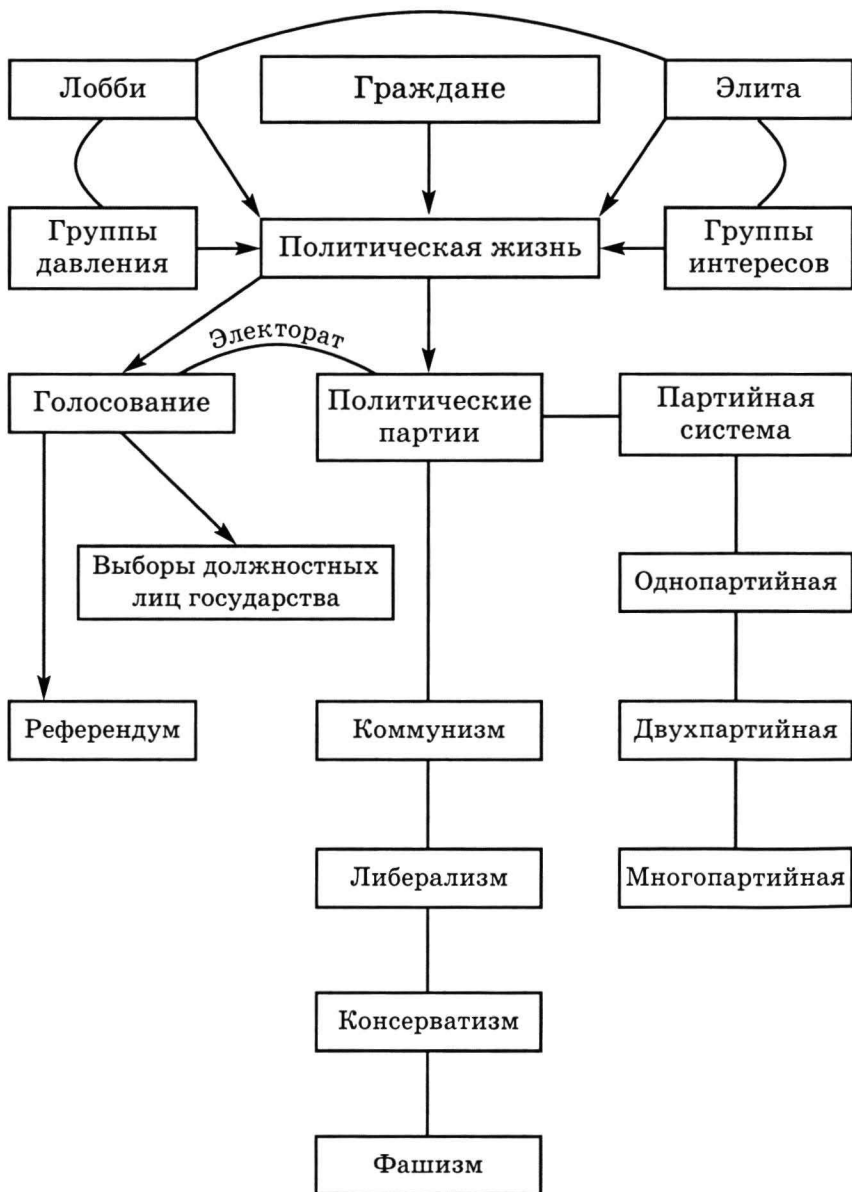 Лобби
Граждане
Элита
Группы
давления
Политическая жизнь
Группы
интересов
Электорат
Голосование
Политические
партии
Партийная
система
Выборы должностных
лиц государства
Однопартийная
Референдум
Коммунизм
Двухпартийная
Либерализм
Многопартийная
Консерватизм
Фашизм